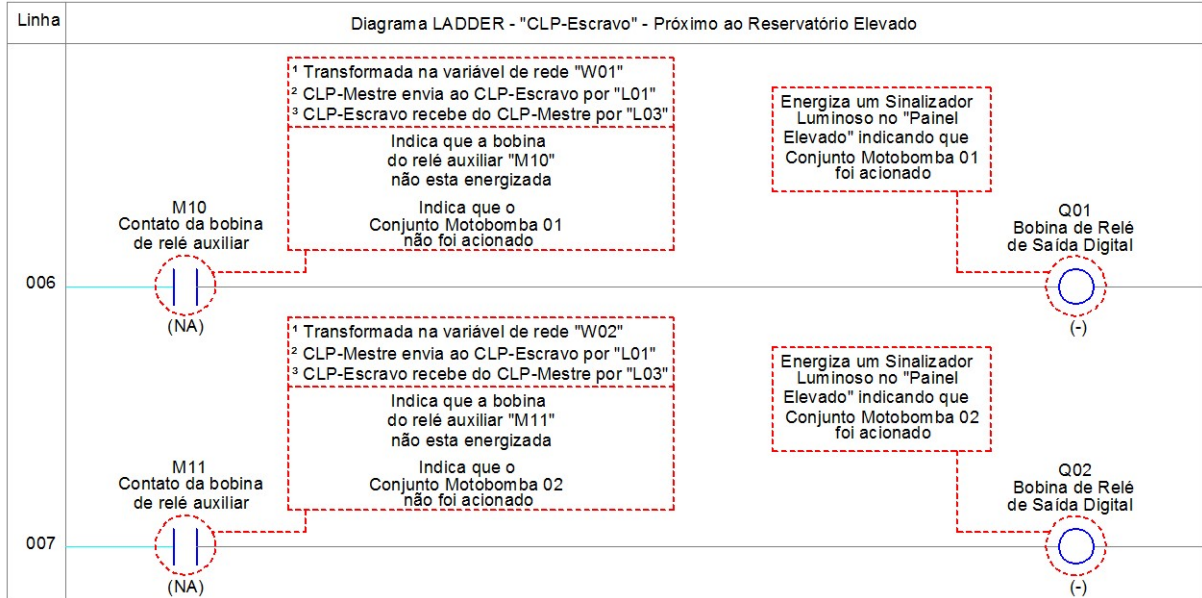 Linha
Diagrama LADDER - "CLP-Escravo" - Próximo ao Reservatório Elevado
¹ Transformada na variável de rede "W01"
² CLP-Mestre envia ao CLP-Escravo por "L01"
³ CLP-Escravo recebe do CLP-Mestre por "L03"
Indica que a bobina
do relé auxiliar "M10"
não esta energizada
Indica que o
Conjunto Motobomba 01
não foi acionado
Energiza um Sinalizador
Luminoso no "Painel
Elevado" indicando que
Conjunto Motobomba 01
foi acionado
M10
Contato da bobina
de relé auxiliar
Q01
Bobina de Relé
de Saída Digital
006
(NA)
(-)
¹ Transformada na variável de rede "W02"
² CLP-Mestre envia ao CLP-Escravo por "L01"
³ CLP-Escravo recebe do CLP-Mestre por "L03"
Indica que a bobina
do relé auxiliar "M11"
não esta energizada
Indica que o
Conjunto Motobomba 02
não foi acionado
Energiza um Sinalizador
Luminoso no "Painel
Elevado" indicando que
Conjunto Motobomba 02
foi acionado
M11
Contato da bobina
de relé auxiliar
Q02
Bobina de Relé
de Saída Digital
007
(NA)
(-)